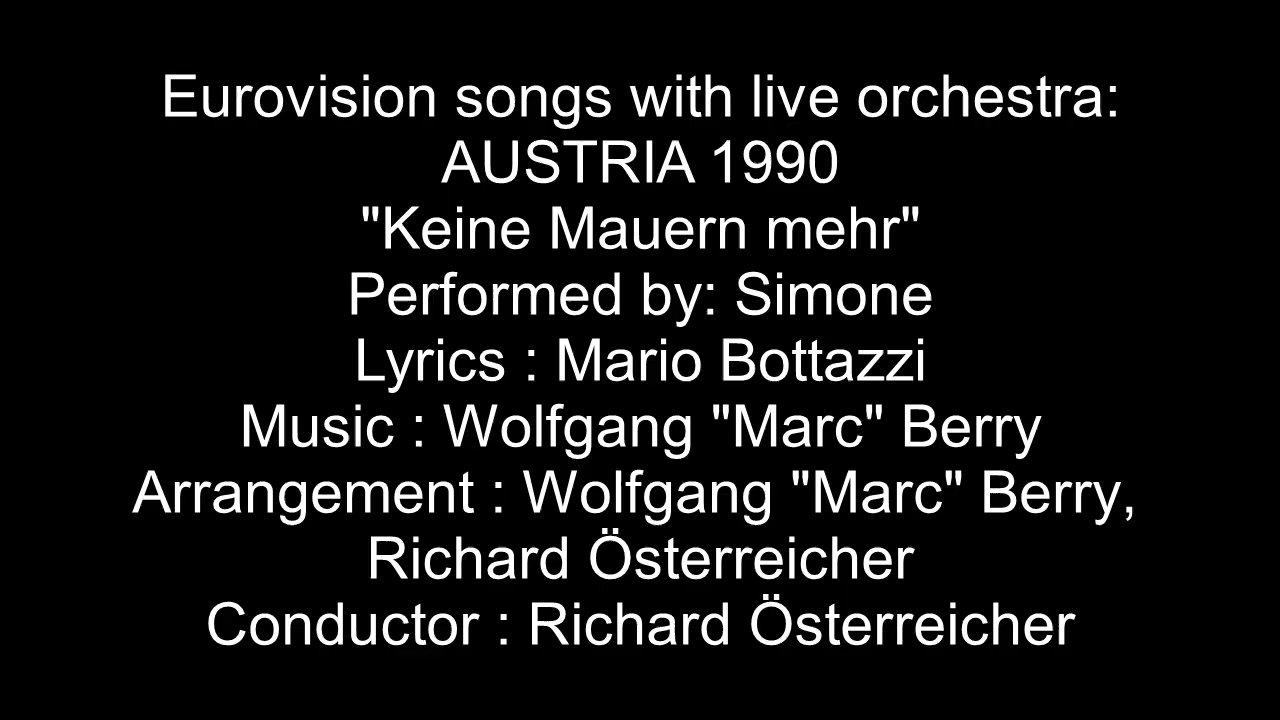 Eurovision songs with live orchestra:
AUSTRIA 1990
"Keine Mauern mehr"
Performed by: Simone
Lyrics : Mario Bottazzi
Music : Wolfgang "Marc" Berry
Arrangement : Wolfgang "Marc" Berry,
Richard Österreicher
Conductor : Richard Österreicher